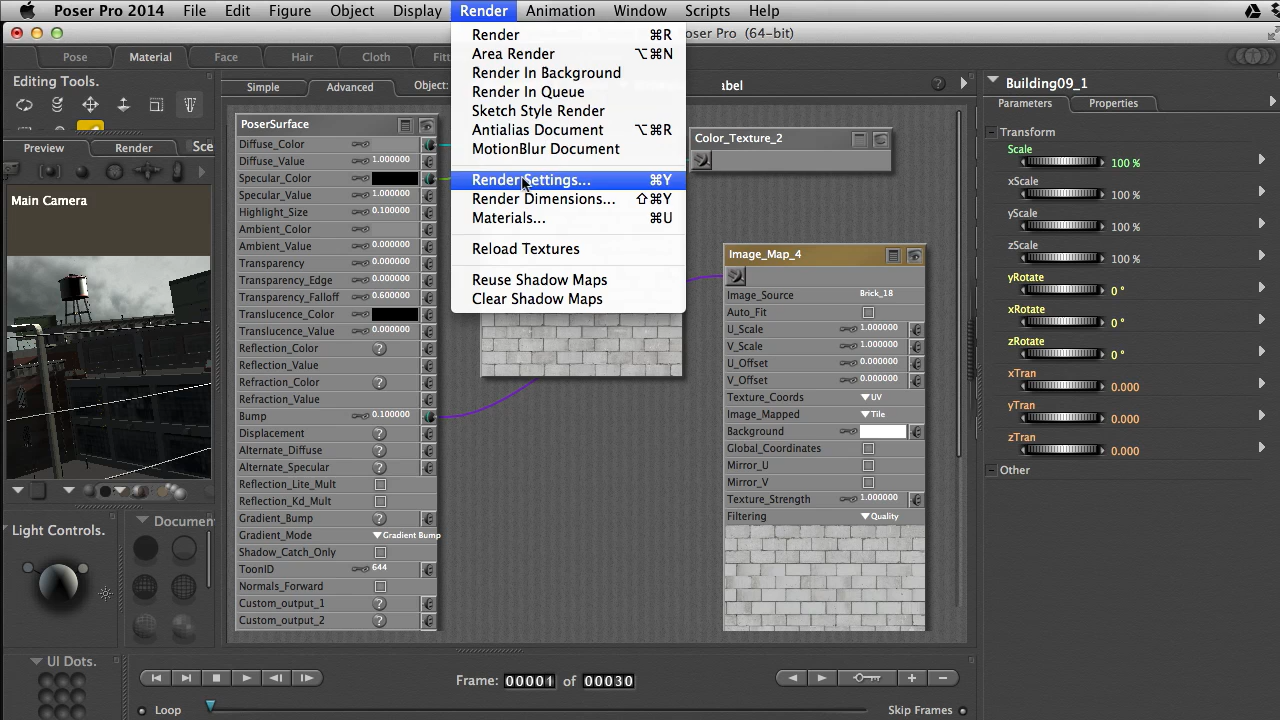 Poser Pro 2014 File Edit Figure Object Display Render Animation Window Scripts Help
Poser Pro (64-bit)
Pose Material Face Hair Cloth
Editing Tools.
Simple Advanced Object:
Preview Render Sce
Main Camera
Render ⌘R
Area Render ⌥⌘N
Render In Background
Render In Queue
Sketch Style Render
Antialias Document ⌥⌘R
MotionBlur Document
Render Settings... ⌘Y
Render Dimensions... ⇧⌘Y
Materials... ⌘U
Reload Textures
Reuse Shadow Maps
Clear Shadow Maps
PoserSurface
Diffuse_Color
Diffuse_Value 1.000000
Specular_Color
Specular_Value 1.000000
Highlight_Size 0.100000
Ambient_Color
Ambient_Value 0.000000
Transparency 0.000000
Transparency_Edge 0.000000
Transparency_Falloff 0.600000
Translucence_Color
Translucence_Value 0.000000
Reflection_Color ?
Reflection_Value
Refraction_Color ?
Refraction_Value
Bump 0.100000
Displacement ?
Alternate_Diffuse ?
Alternate_Specular ?
Reflection_Lite_Mult
Reflection_Kd_Mult
Gradient_Bump ?
Gradient_Mode Gradient Bump
Shadow_Catch_Only
ToonID 644
Normals_Forward
Custom_output_1 ?
Custom_output_2 ?
Color_Texture_2
Image_Map_4
Image_Source Brick_18
Auto_Fit
U_Scale 1.000000
V_Scale 1.000000
U_Offset 0.000000
V_Offset 0.000000
Texture_Coords UV
Image_Mapped Tile
Background
Global_Coordinates
Mirror_U
Mirror_V
Texture_Strength 1.000000
Filtering Quality
Building09_1
Parameters Properties
Transform
Scale 100 %
xScale 100 %
yScale 100 %
zScale 100 %
yRotate 0 °
xRotate 0 °
zRotate 0 °
xTran 0.000
yTran 0.000
zTran 0.000
Other
Light Controls.
Documen
UI Dots.
Frame: 00001 of 00030
Loop
Skip Frames